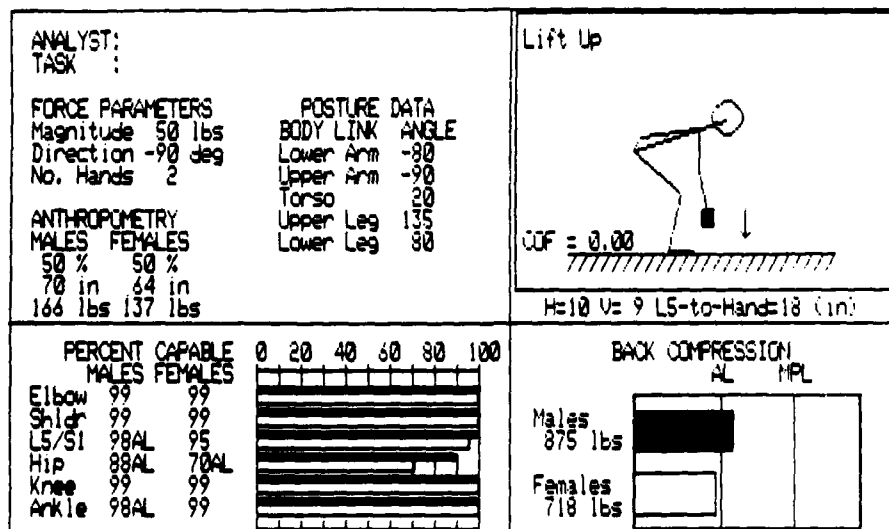 ANALYST:
TASK :
FORCE PARAMETERS
Magnitude 50 lbs
Direction -90 deg
No. Hands 2
ANTHROPOMETRY
MALES FEMALES
50 % 50 %
70 in 64 in
166 lbs 137 lbs
POSTURE DATA
BODY LINK ANGLE
Lower Arm -80
Upper Arm -90
Torso 20
Upper Leg 135
Lower Leg 80
Lift Up
COF = 0.00
H=10 V= 9 L5-to-Hand=18 (in)
PERCENT CAPABLE 0 20 40 60 80 100
MALES FEMALES
Elbow 99 99
Shldr 99 99
L5/S1 98AL 95
Hip 88AL 70AL
Knee 99 99
Ankle 98AL 99
BACK COMPRESSION
AL MPL
Males
875 lbs
Females
718 lbs